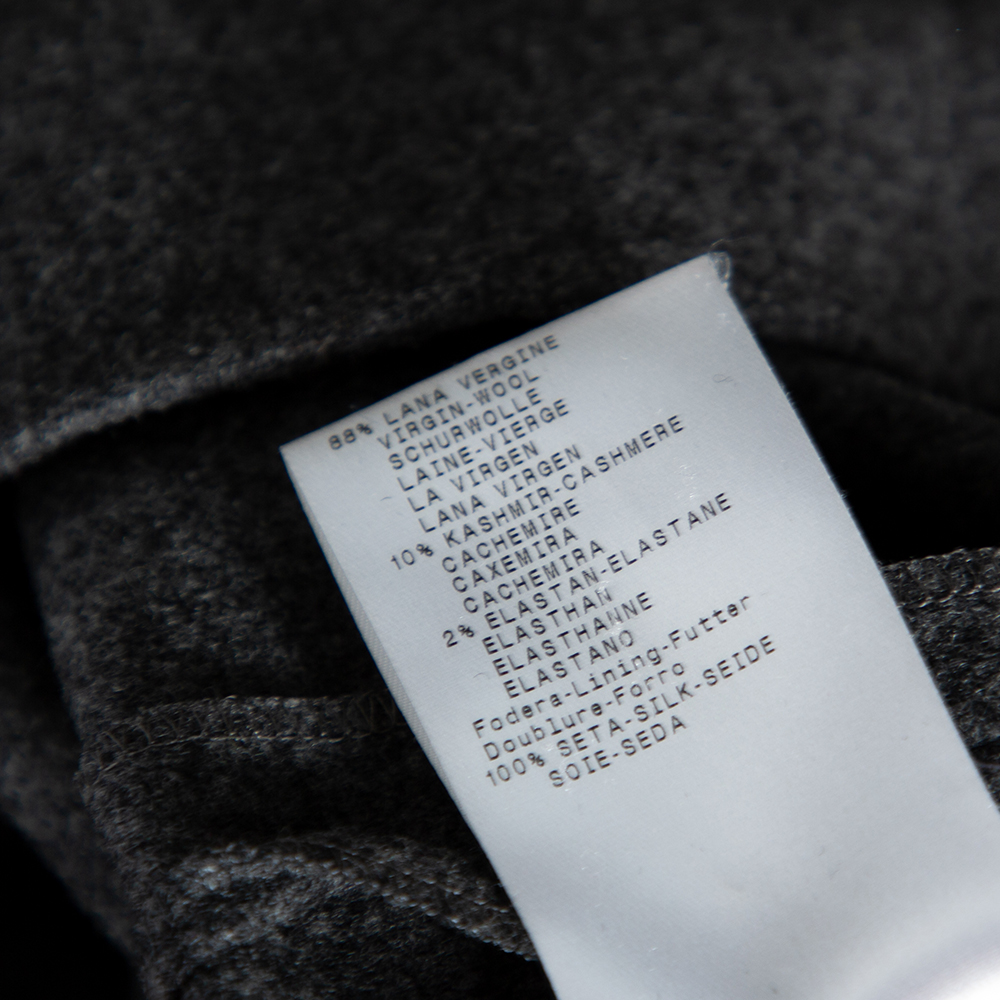 88% LANA VERGINE
VIRGIN-WOOL
SCHURWOLLE
LAINE-VIERGE
LA VIRGEN
LANA VIRGEN
10% KASHMIR-CASHMERE
CACHEMIRE
CAXEMIRA
CACHEMIRA
2% ELASTAN-ELASTANE
ELASTHAN
ELASTHANNE
ELASTANO
Fodera-Lining-Futter
Doublure-Forro
100% SETA-SILK-SEIDE
SOIE-SEDA